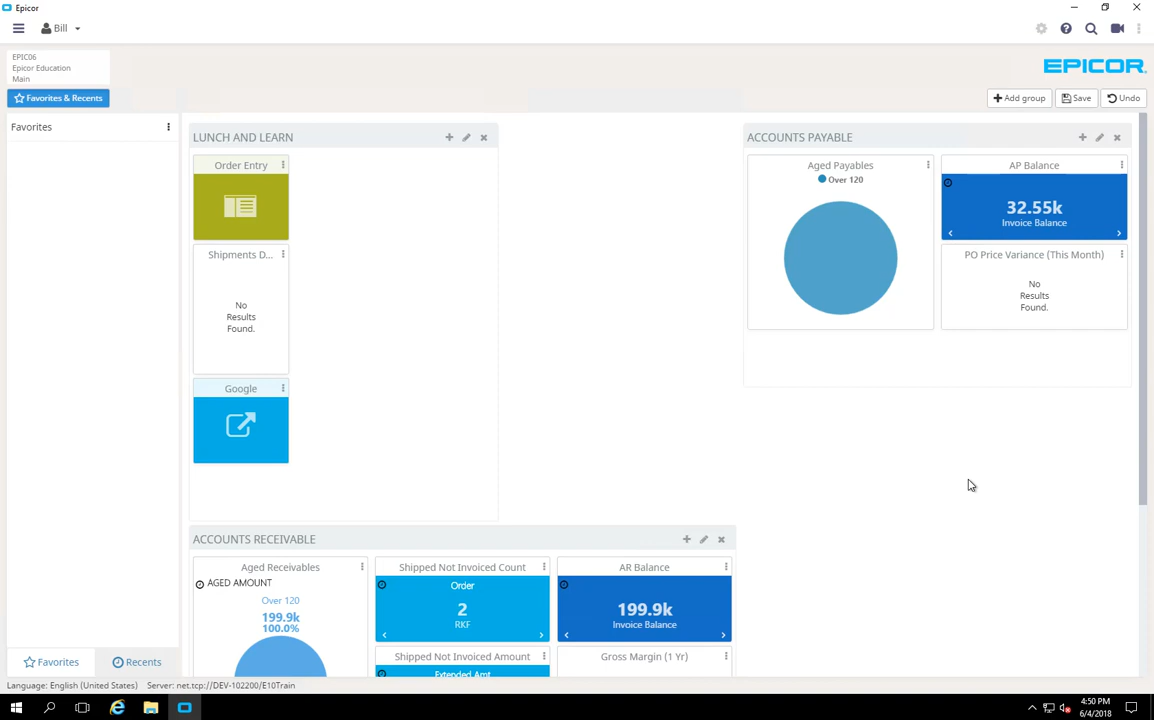 Epicor
Bill
EPIC06
Epicor Education
Main
EPICOR
Favorites & Recents
Add group
Save
Undo
Favorites
LUNCH AND LEARN
Order Entry
Shipments D...
No
Results
Found.
Google
ACCOUNTS PAYABLE
Aged Payables
Over 120
AP Balance
32.55k
Invoice Balance
PO Price Variance (This Month)
No
Results
Found.
ACCOUNTS RECEIVABLE
Aged Receivables
AGED AMOUNT
Over 120
199.9k
100.0%
Shipped Not Invoiced Count
Order
2
RKF
Shipped Not Invoiced Amount
Extended Amt
AR Balance
199.9k
Invoice Balance
Gross Margin (1 Yr)
Favorites
Recents
Language: English (United States) Server: net.tcp://DEV-102200/E10Train
4:50 PM
6/4/2018